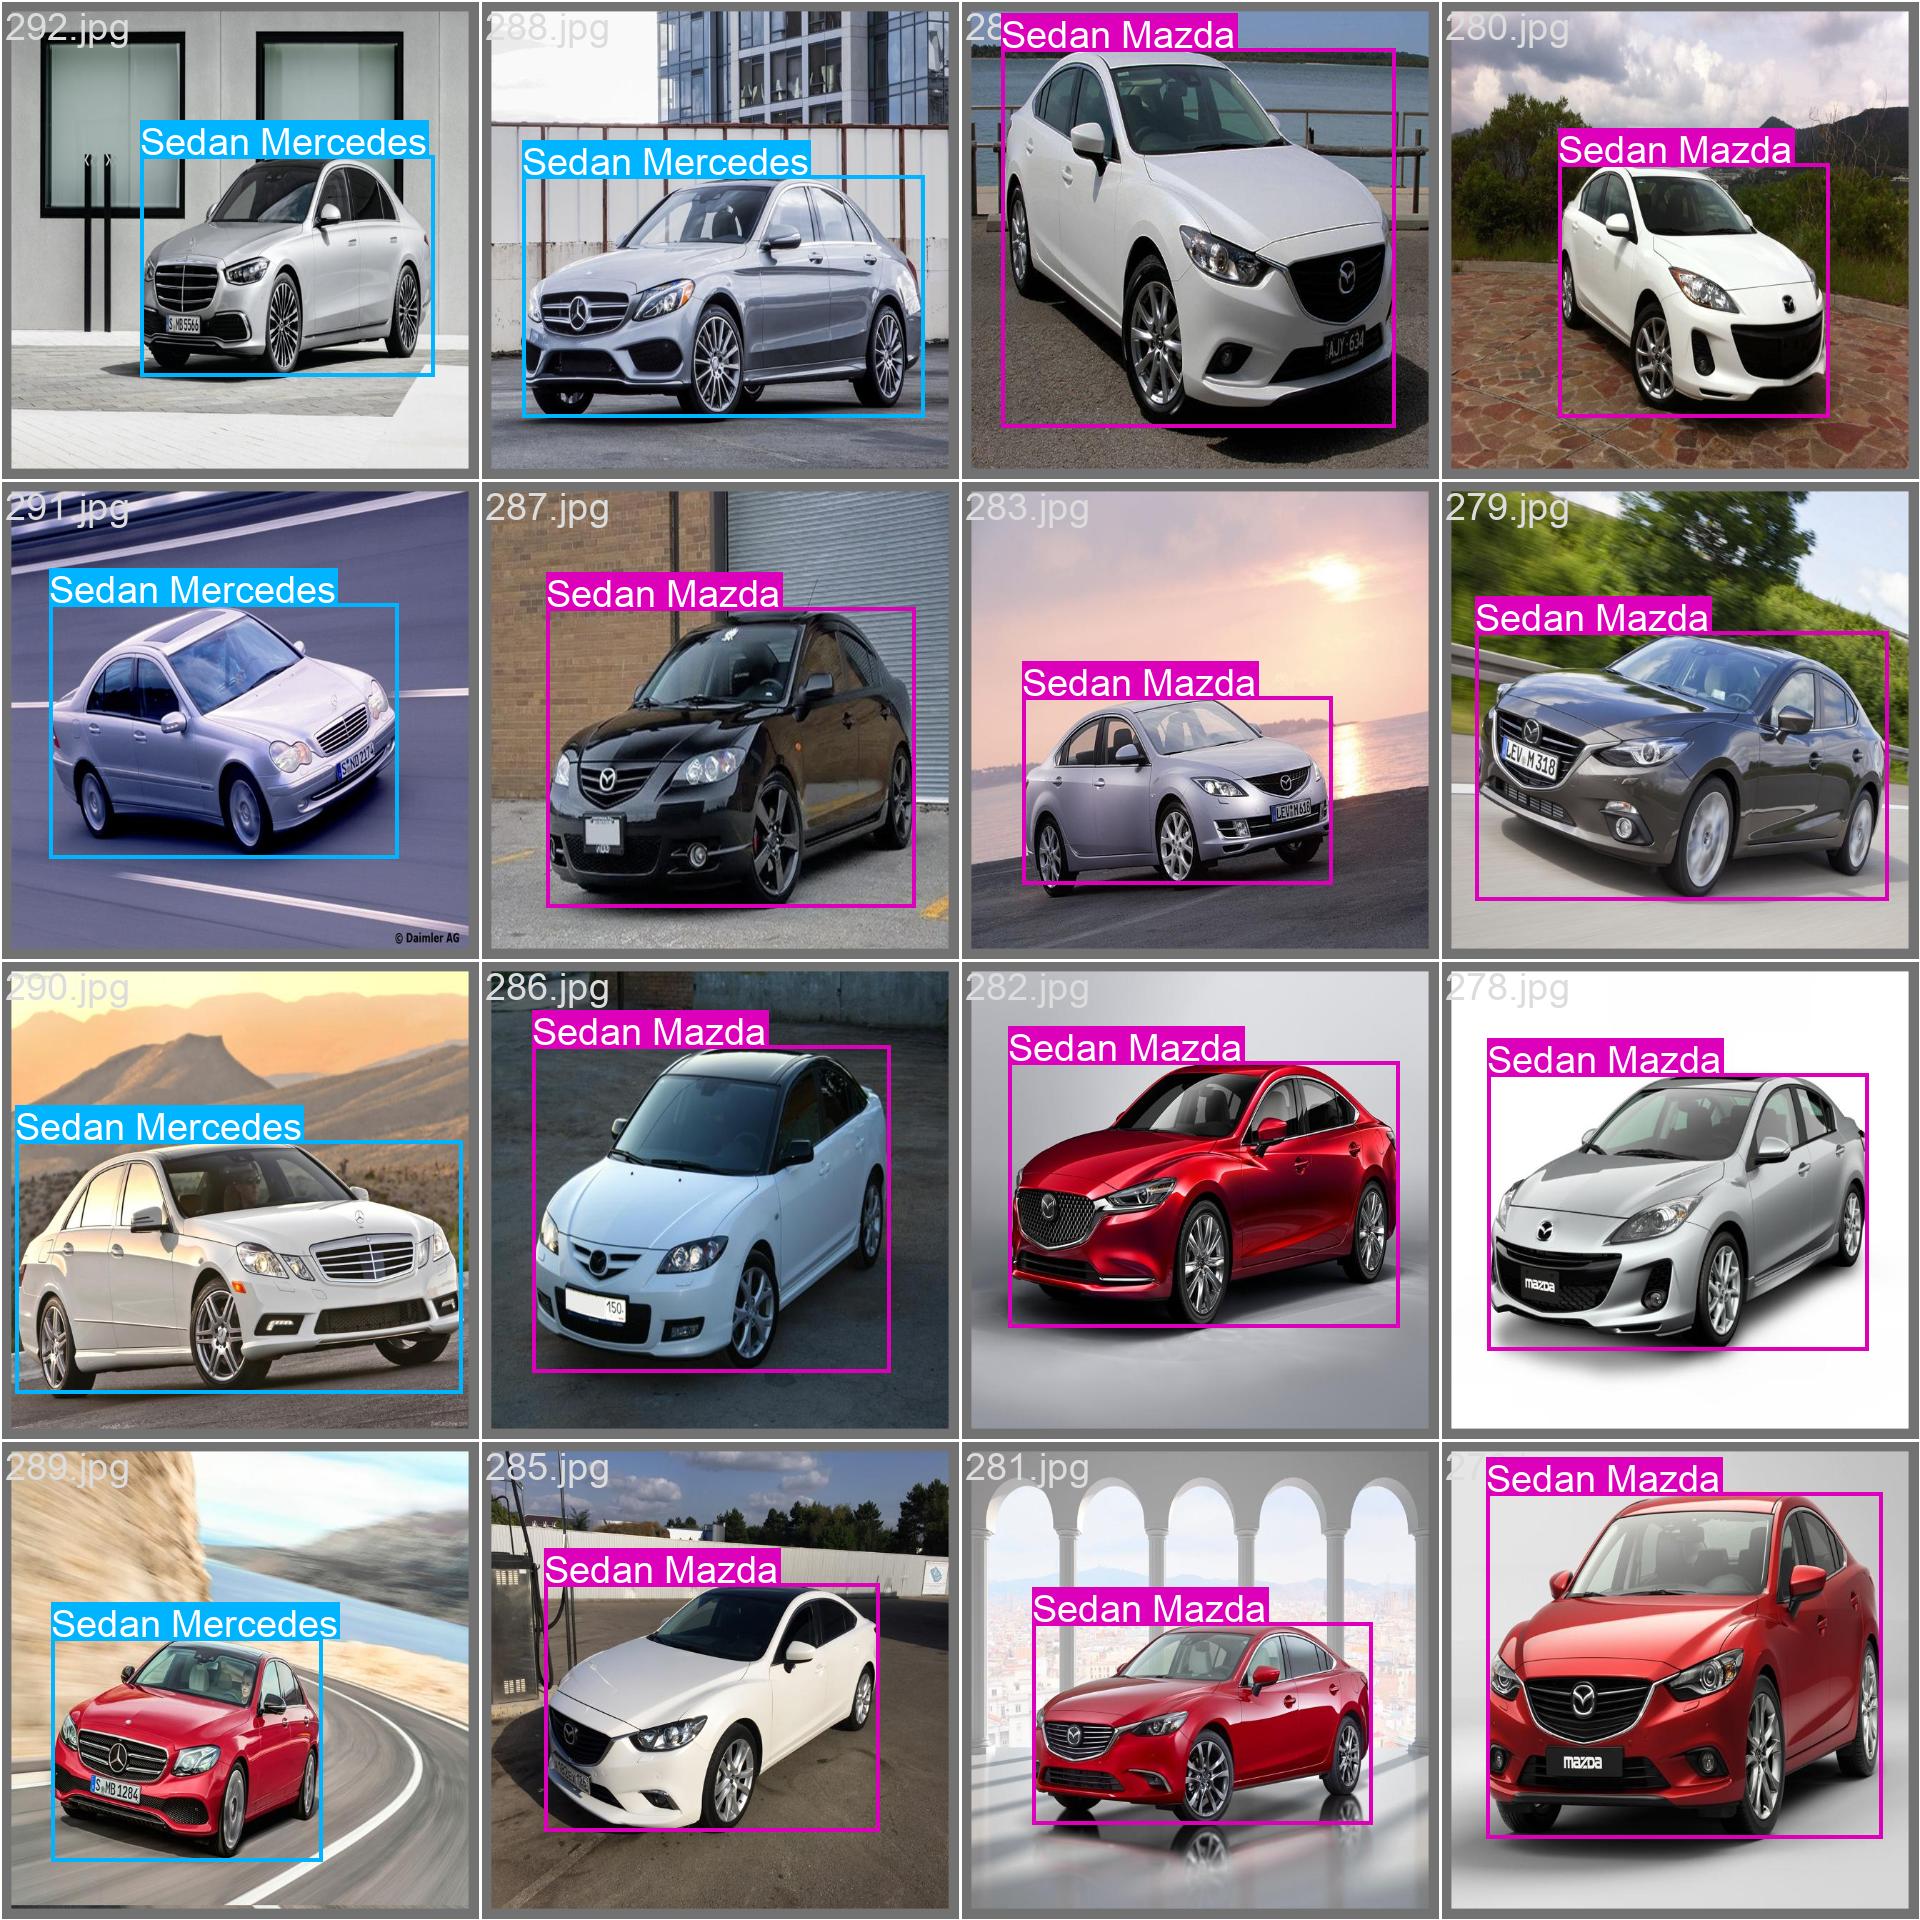 292.jpg
Sedan Mercedes
S MB 5566
288.jpg
Sedan Mercedes
28
Sedan Mazda
AJY·634
280.jpg
Sedan Mazda
291.jpg
Sedan Mercedes
S ND 2174
© Daimler AG
287.jpg
Sedan Mazda
283.jpg
Sedan Mazda
LEV M 618
279.jpg
Sedan Mazda
LEV M 318
290.jpg
Sedan Mercedes
286.jpg
Sedan Mazda
150
282.jpg
Sedan Mazda
278.jpg
Sedan Mazda
mazda
289.jpg
Sedan Mercedes
S MB 1284
285.jpg
Sedan Mazda
281.jpg
Sedan Mazda
27
Sedan Mazda
mazda